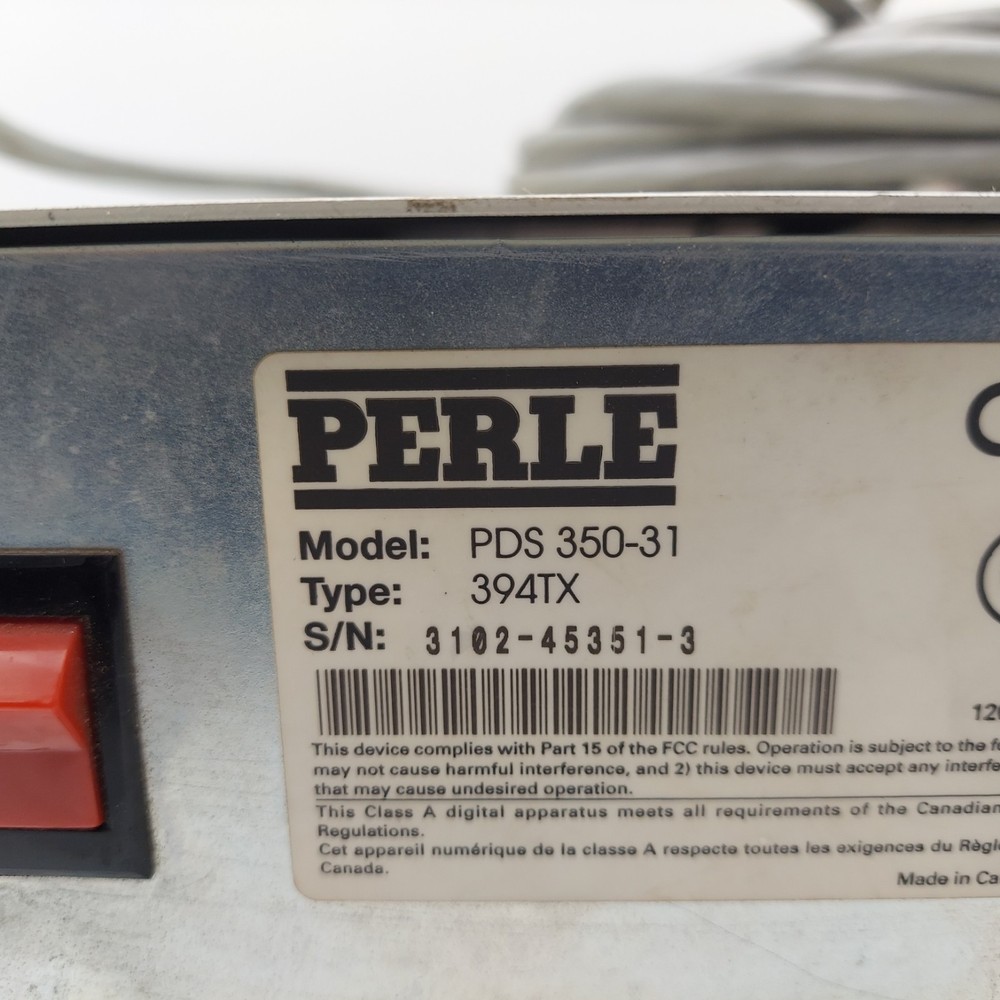 PERLE
Model: PDS 350-31
Type: 394TX
S/N: 3102-45351-3
This device complies with Part 15 of the FCC rules. Operation is subject to the
may not cause harmful interference, and 2) this device must accept any
that may cause undesired operation.
This Class A digital apparatus meets all requirements of the Canadian
Regulations.
Cet appareil numérique de la classe A respecte toutes les exigences du
Canada.
Made in